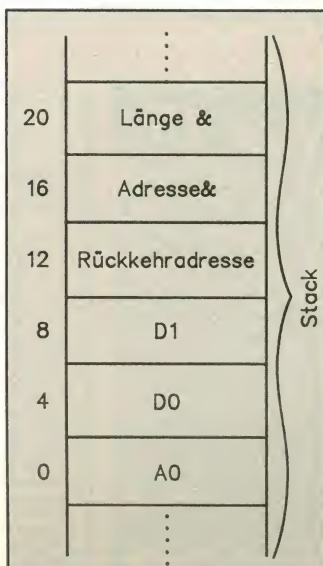 20 Länge &
16 Adresse&
12 Rückkehradresse
8 D1
4 D0
0 A0
Stack